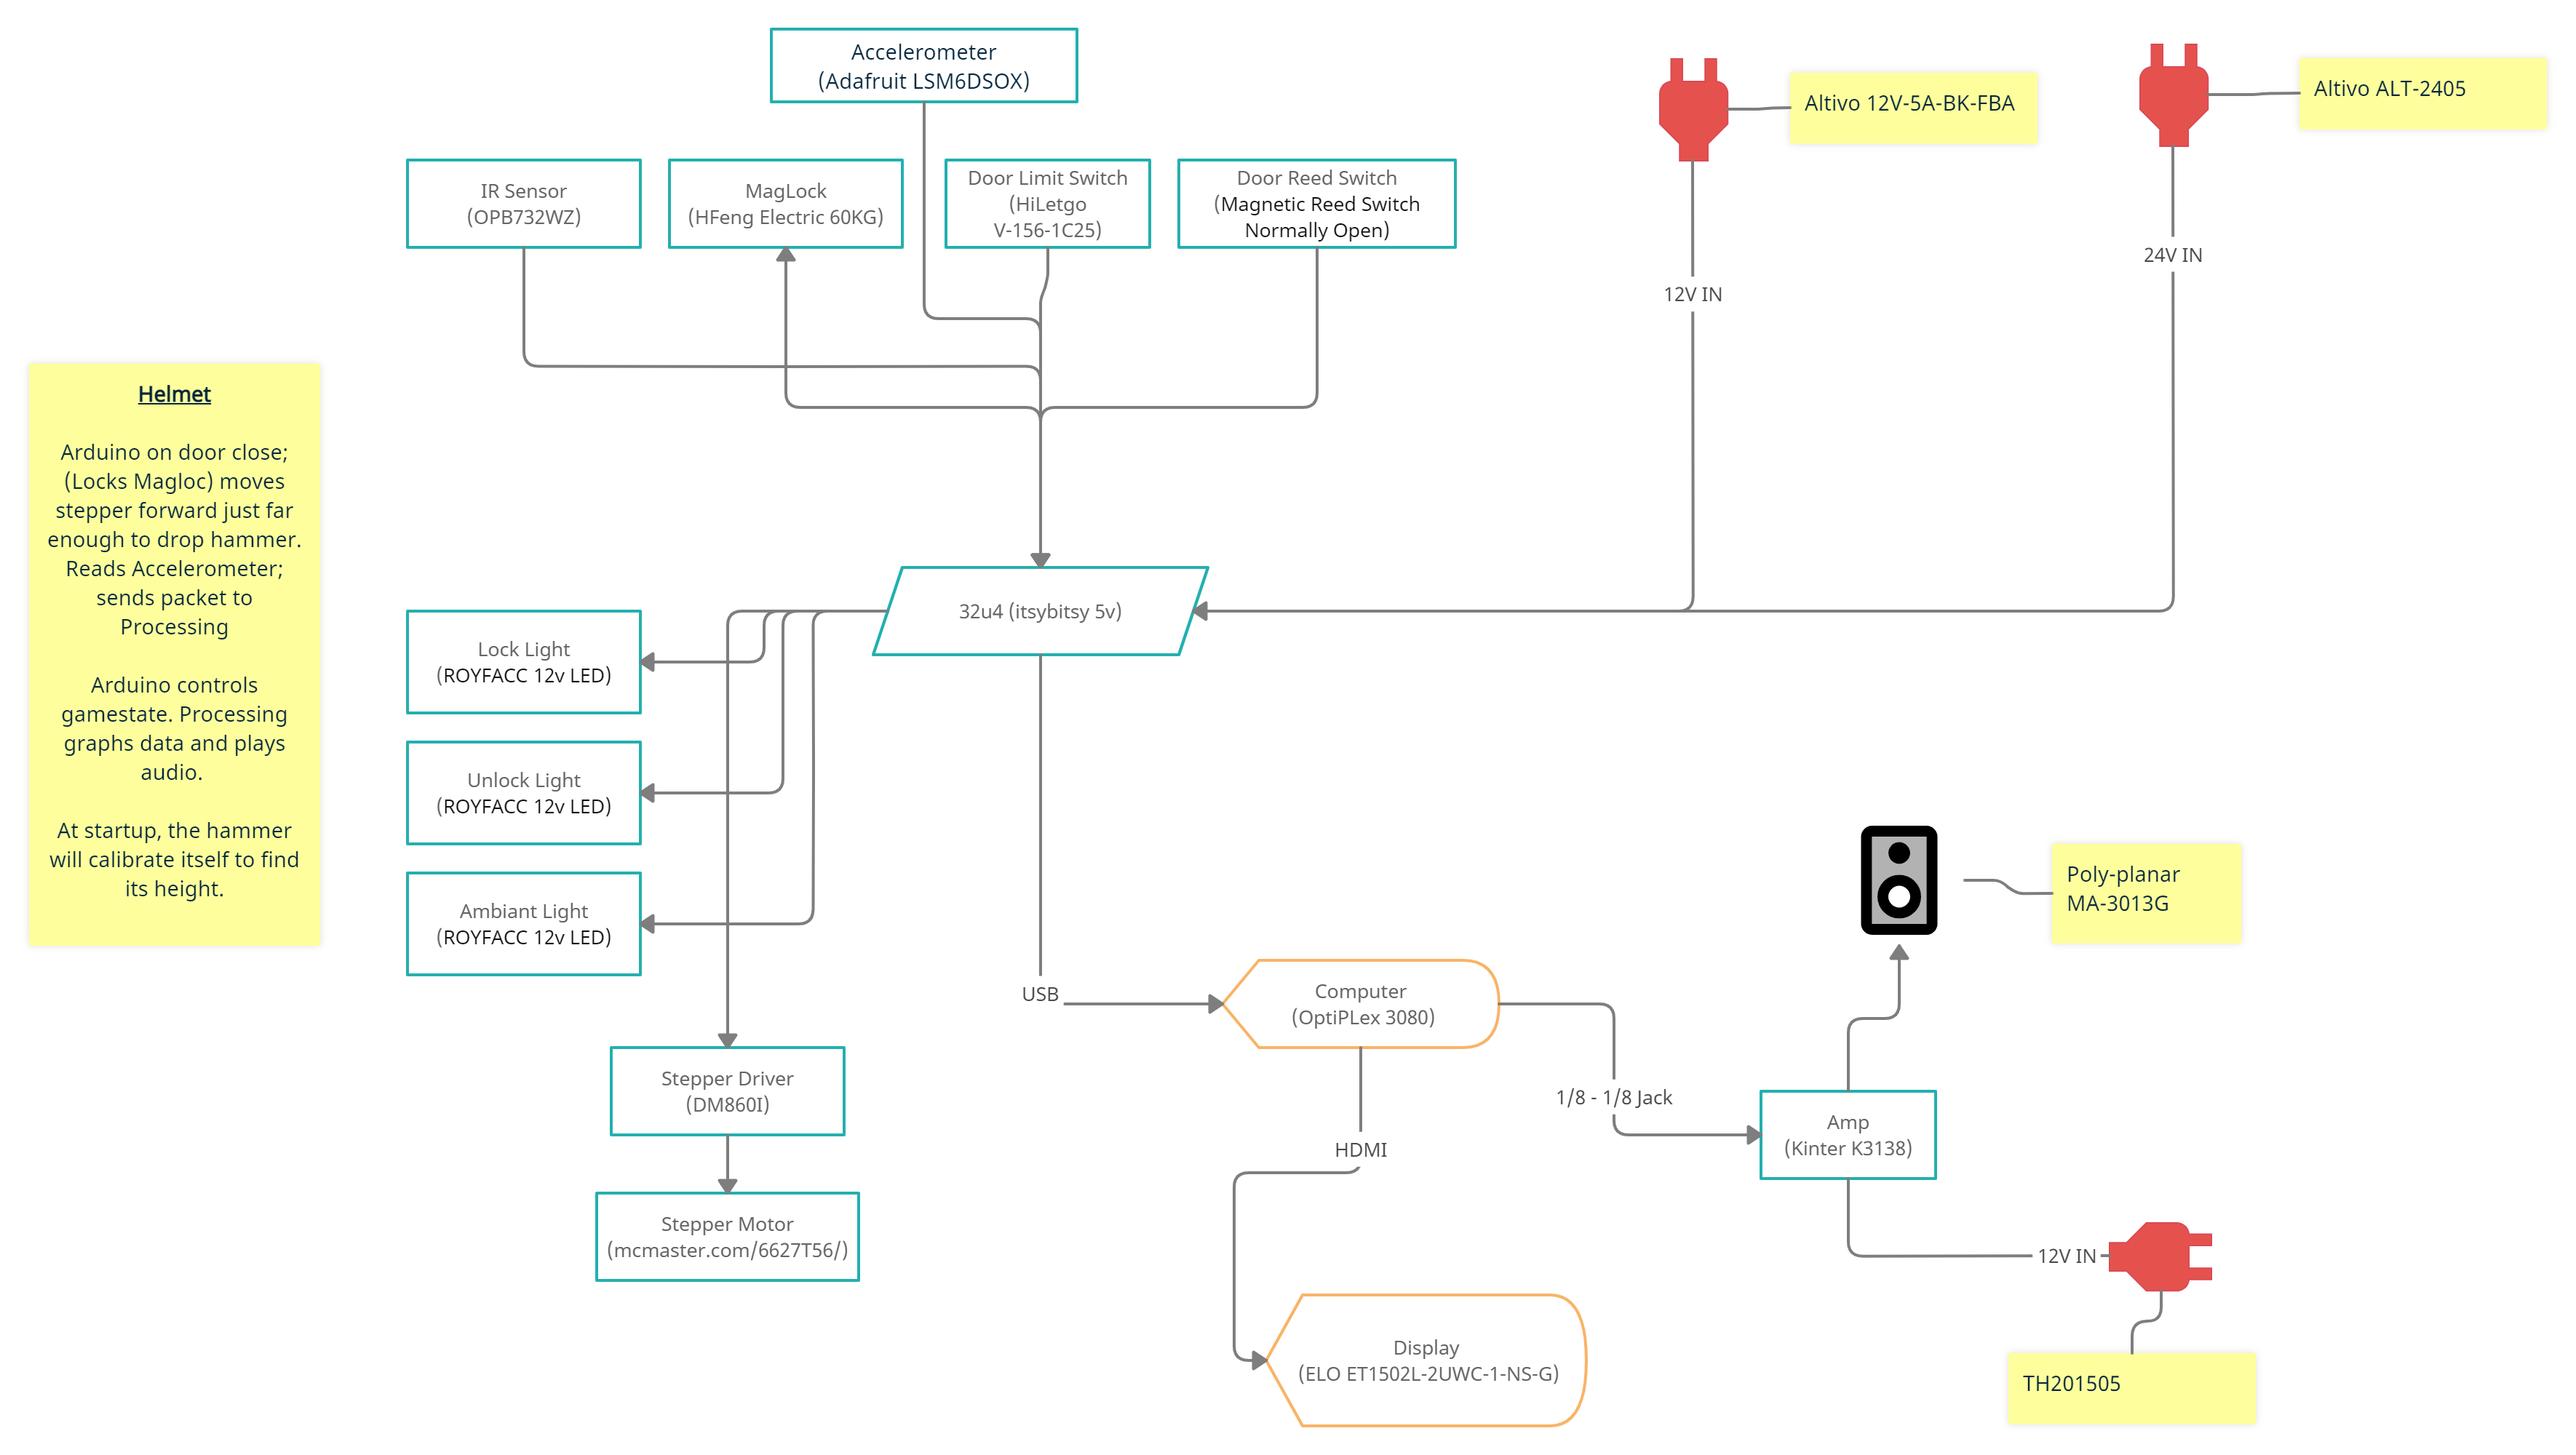 Accelerometer
(Adafruit LSM6DSOX)
Altivo 12V-5A-BK-FBA
Altivo ALT-2405
IR Sensor
(OPB732WZ)
MagLock
(HFeng Electric 60KG)
Door Limit Switch
(HiLetgo
V-156-1C25)
Door Reed Switch
(Magnetic Reed Switch
Normally Open)
12V IN
24V IN
Helmet
Arduino on door close;
(Locks Magloc) moves
stepper forward just far
enough to drop hammer.
Reads Accelerometer;
sends packet to
Processing
Arduino controls
gamestate. Processing
graphs data and plays
audio.
At startup, the hammer
will calibrate itself to find
its height.
32u4 (itsybitsy 5v)
Lock Light
(ROYFACC 12v LED)
Unlock Light
(ROYFACC 12v LED)
Ambiant Light
(ROYFACC 12v LED)
Stepper Driver
(DM860I)
Stepper Motor
(mcmaster.com/6627T56/)
USB
Computer
(OptiPLex 3080)
HDMI
Display
(ELO ET1502L-2UWC-1-NS-G)
1/8 - 1/8 Jack
Poly-planar
MA-3013G
Amp
(Kinter K3138)
12V IN
TH201505